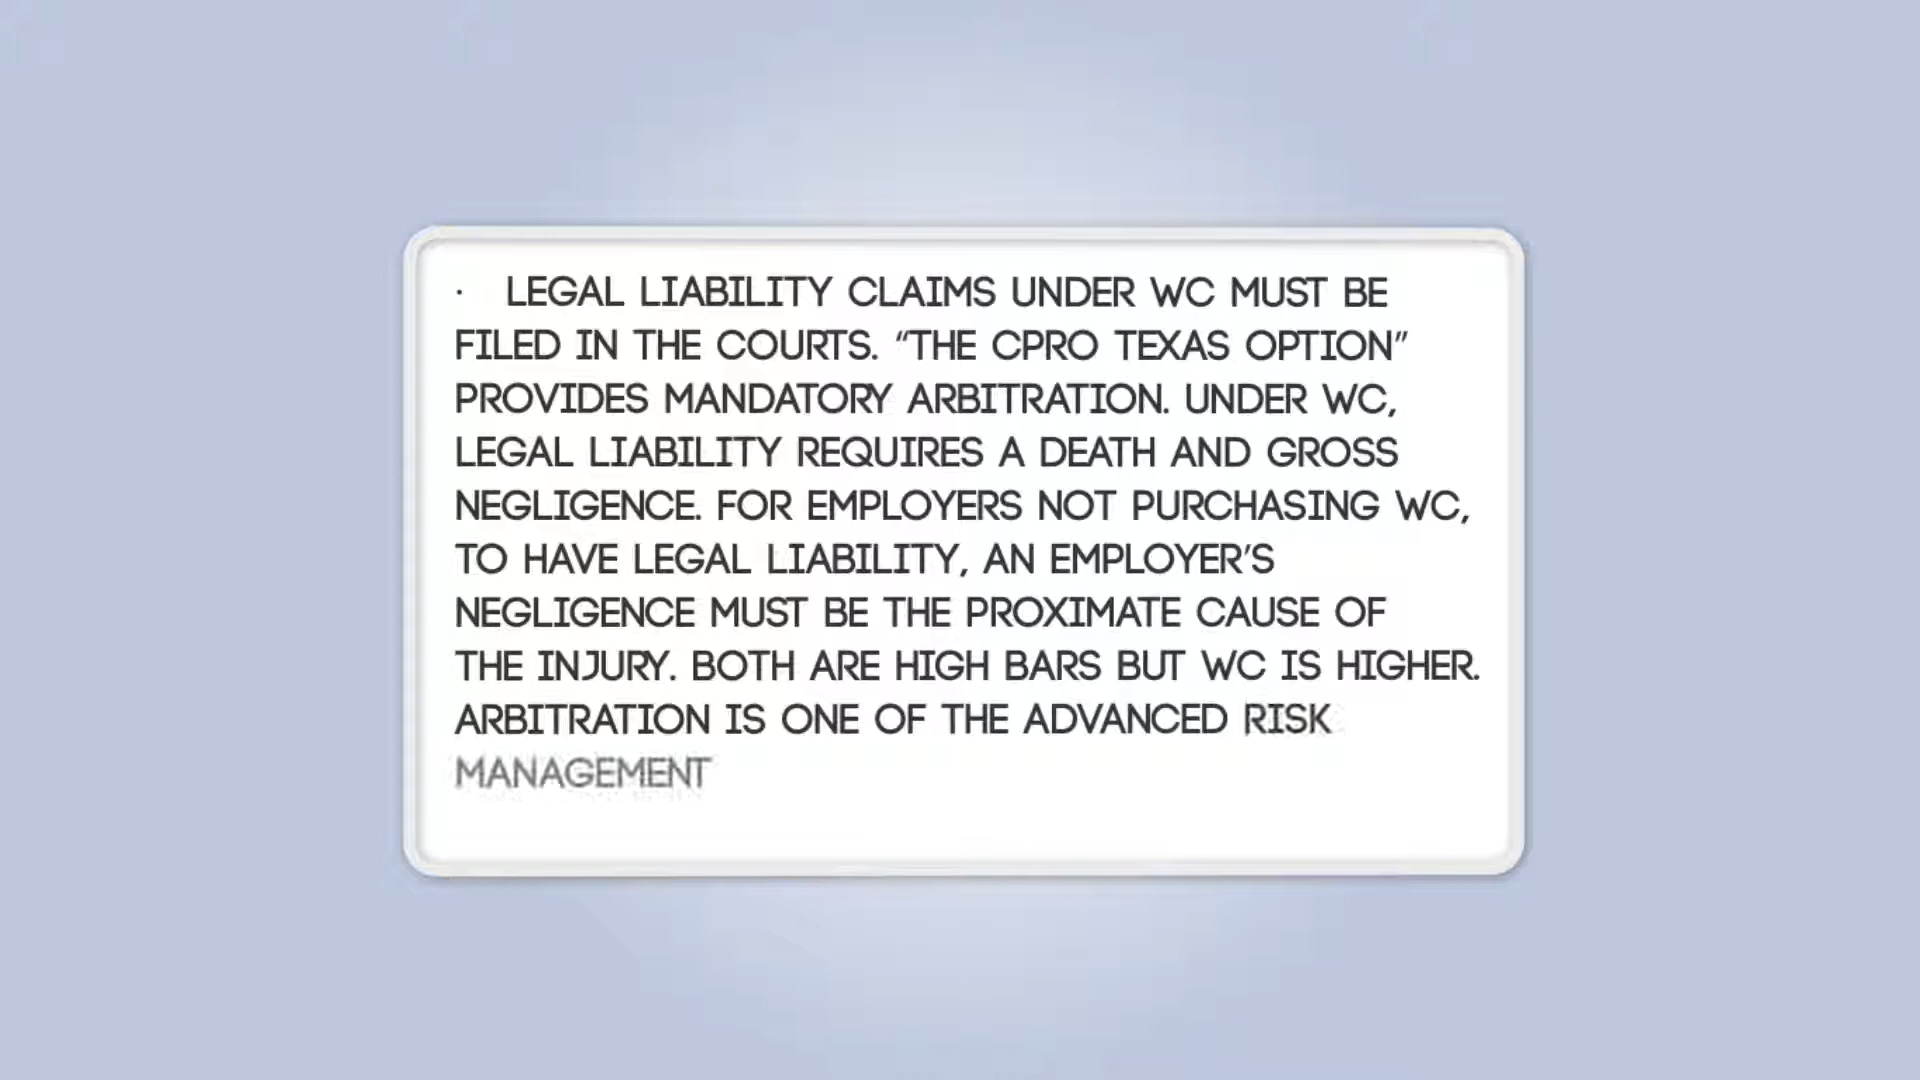 · LEGAL LIABILITY CLAIMS UNDER WC MUST BE
FILED IN THE COURTS. “THE CPRO TEXAS OPTION”
PROVIDES MANDATORY ARBITRATION. UNDER WC,
LEGAL LIABILITY REQUIRES A DEATH AND GROSS
NEGLIGENCE. FOR EMPLOYERS NOT PURCHASING WC,
TO HAVE LEGAL LIABILITY, AN EMPLOYER’S
NEGLIGENCE MUST BE THE PROXIMATE CAUSE OF
THE INJURY. BOTH ARE HIGH BARS BUT WC IS HIGHER.
ARBITRATION IS ONE OF THE ADVANCED RISK
MANAGEMENT